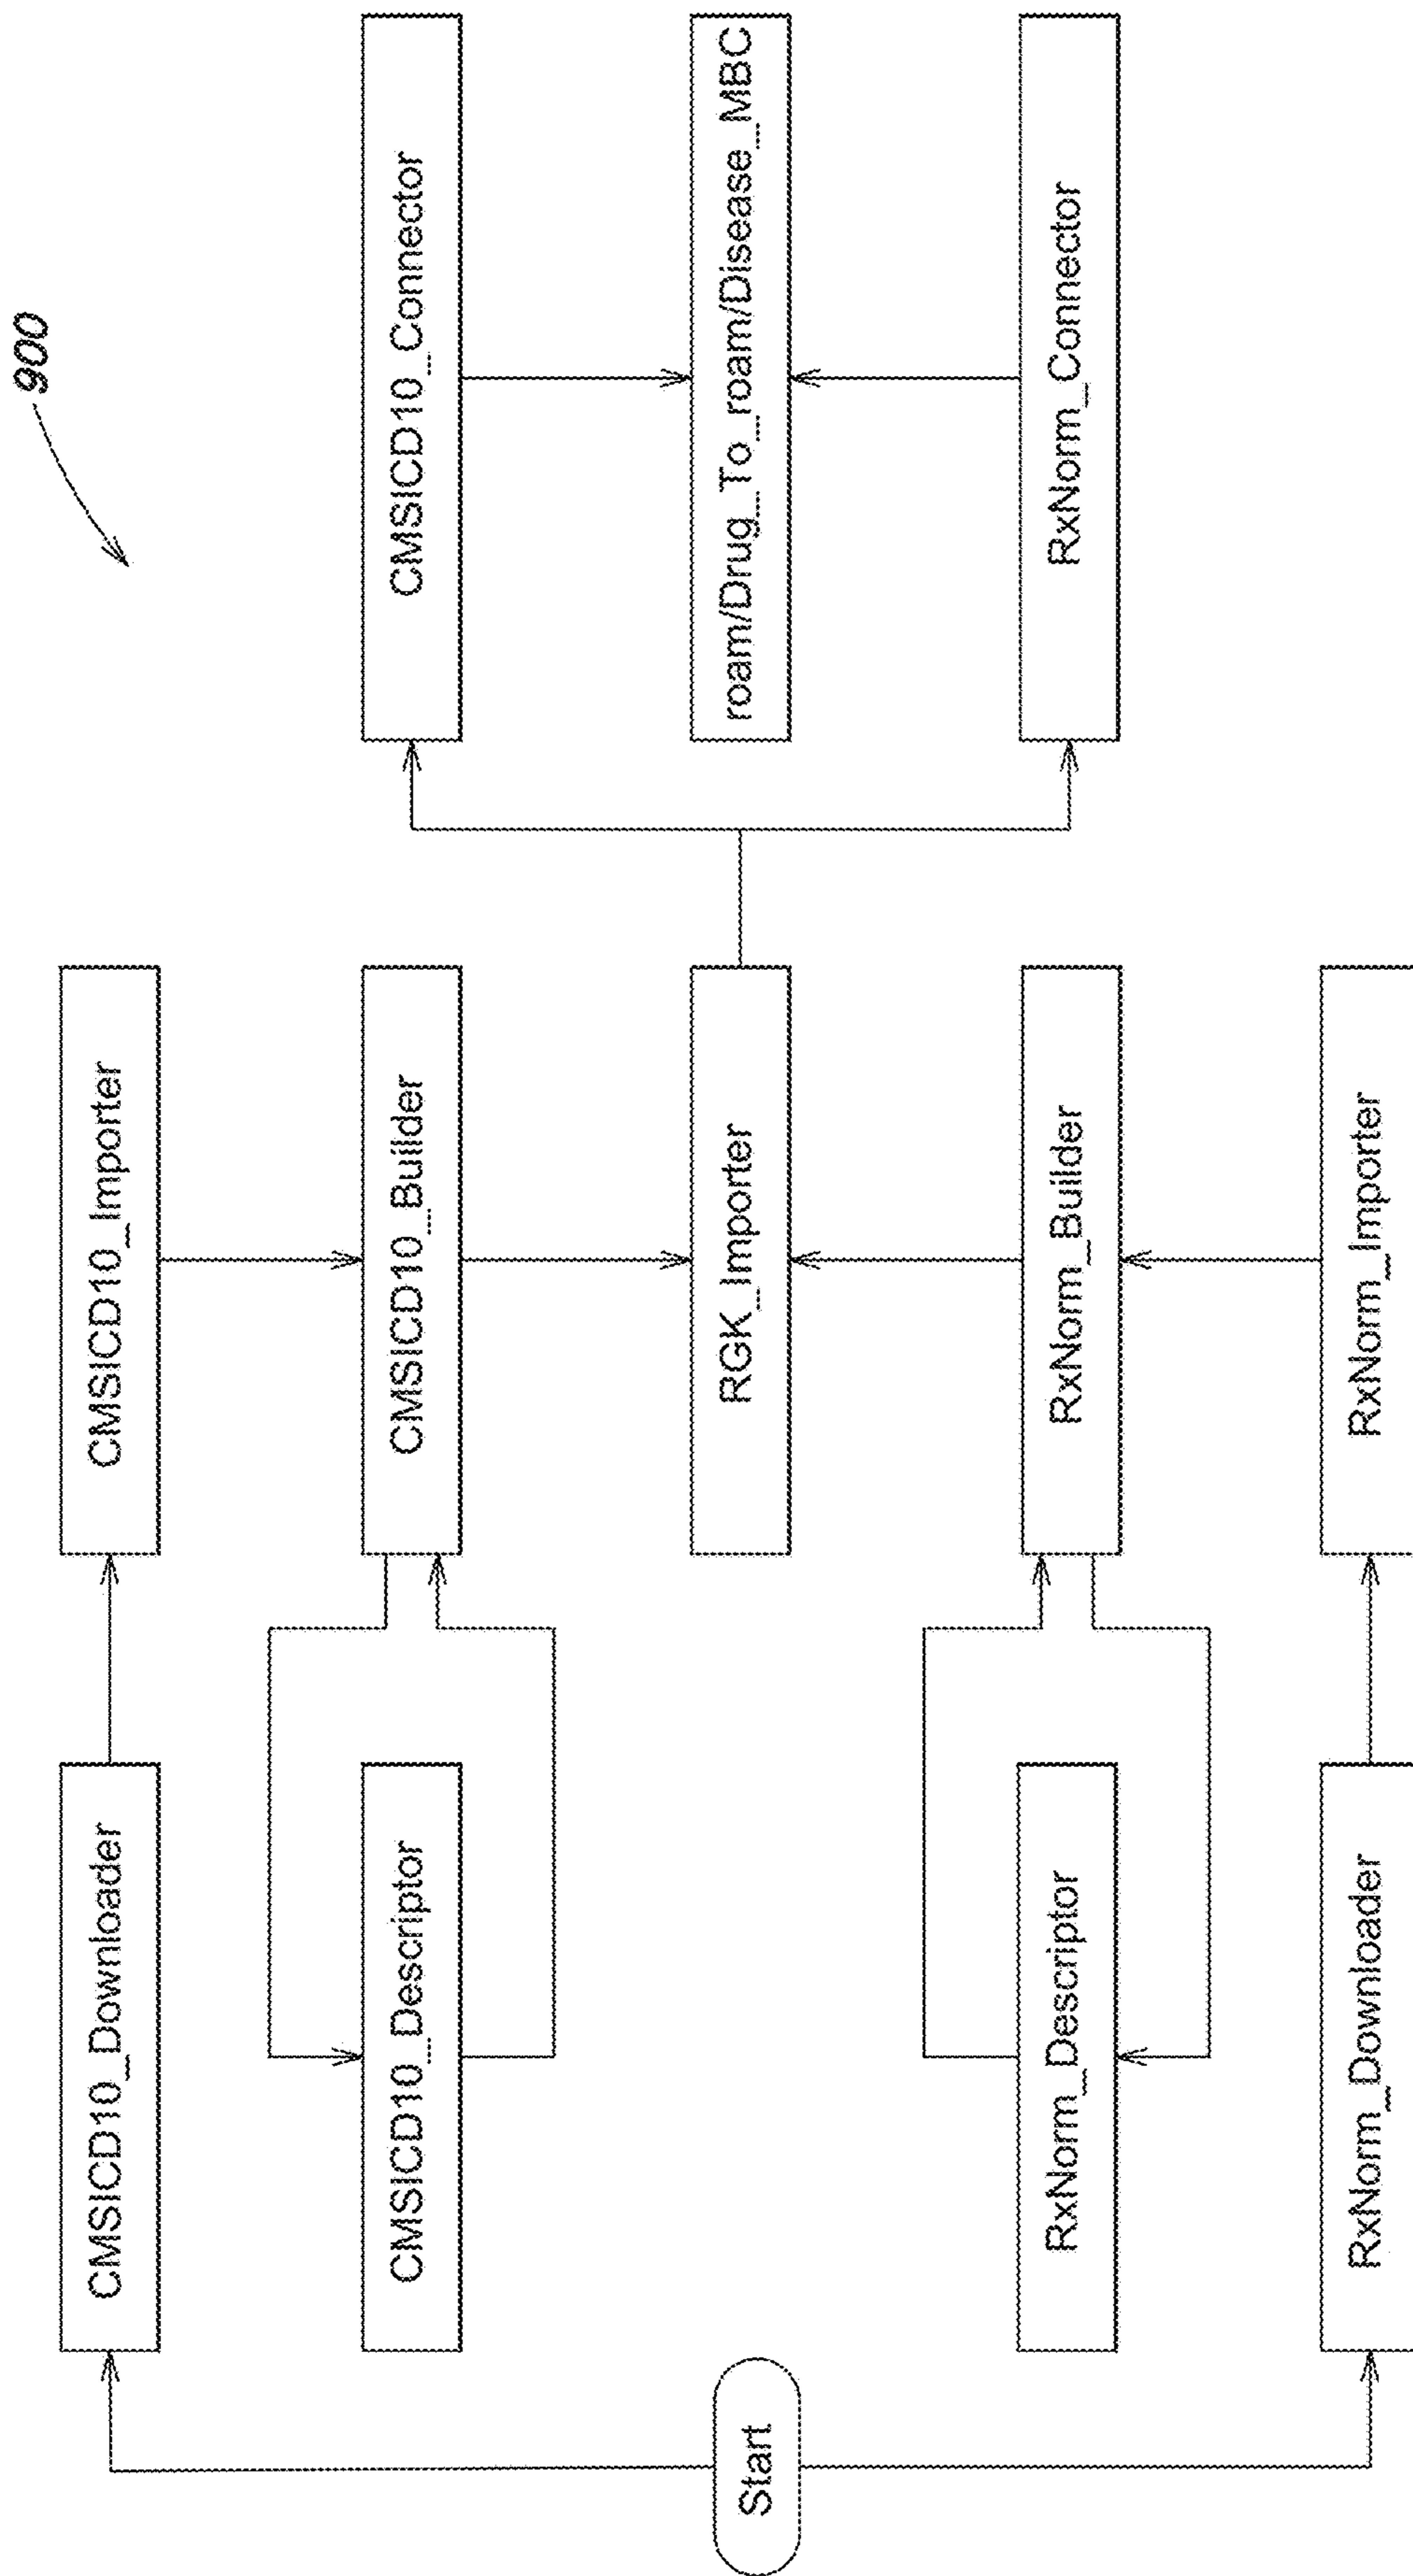 900
Start
CMSICD10_Downloader
CMSICD10_Importer
CMSICD10_Descriptor
CMSICD10_Builder
CMSICD10_Connector
RGK_Importer
roam/Drug_To_roam/Disease_MBC
RxNorm_Descriptor
RxNorm_Builder
RxNorm_Connector
RxNorm_Downloader
RxNorm_Importer